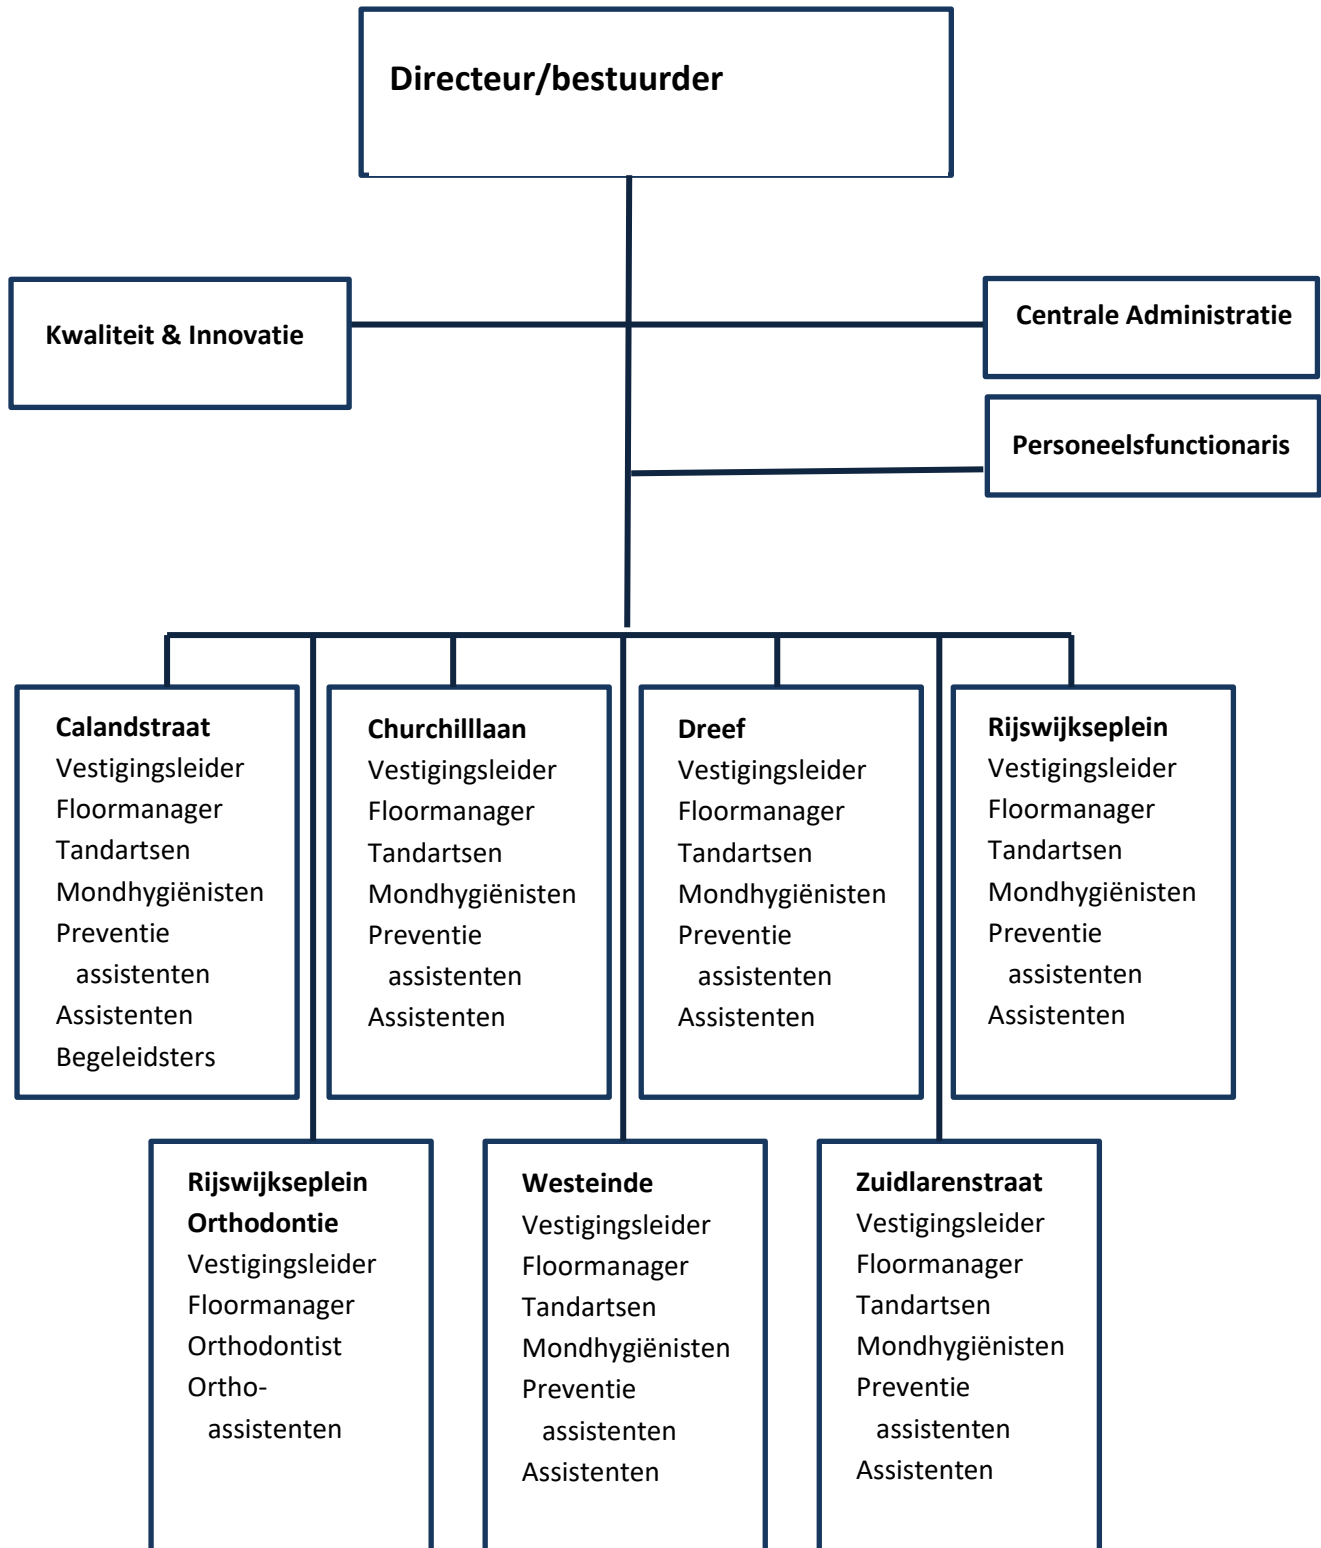 Directeur/bestuurder
Kwaliteit & Innovatie
Centrale Administratie
Personeelsfunctionaris
Calandstraat
Vestigingsleider
Floormanager
Tandartsen
Mondhygiënisten
Preventie
assistenten
Assistenten
Begeleidsters
Churchilllaan
Vestigingsleider
Floormanager
Tandartsen
Mondhygiënisten
Preventie
assistenten
Assistenten
Dreef
Vestigingsleider
Floormanager
Tandartsen
Mondhygiënisten
Preventie
assistenten
Assistenten
Rijswijkseplein
Vestigingsleider
Floormanager
Tandartsen
Mondhygiënisten
Preventie
assistenten
Assistenten
Rijswijkseplein
Orthodontie
Vestigingsleider
Floormanager
Orthodontist
Ortho-
assistenten
Westeinde
Vestigingsleider
Floormanager
Tandartsen
Mondhygiënisten
Preventie
assistenten
Assistenten
Zuidlarenstraat
Vestigingsleider
Floormanager
Tandartsen
Mondhygiënisten
Preventie
assistenten
Assistenten